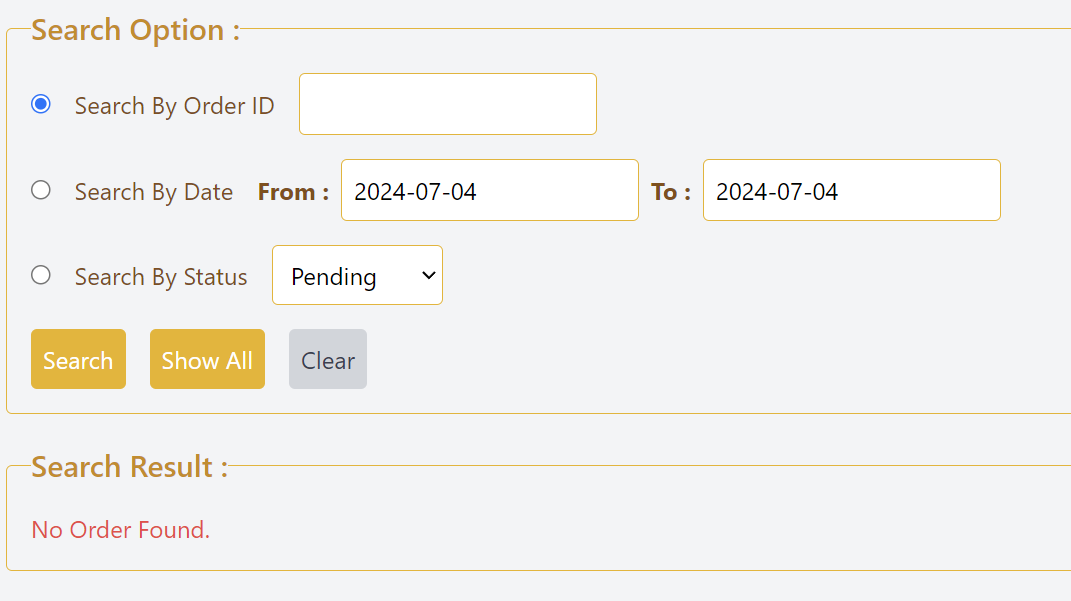 Search Option :
Search By Order ID
Search By Date From : 2024-07-04 To : 2024-07-04
Search By Status Pending
Search Show All Clear
Search Result :
No Order Found.